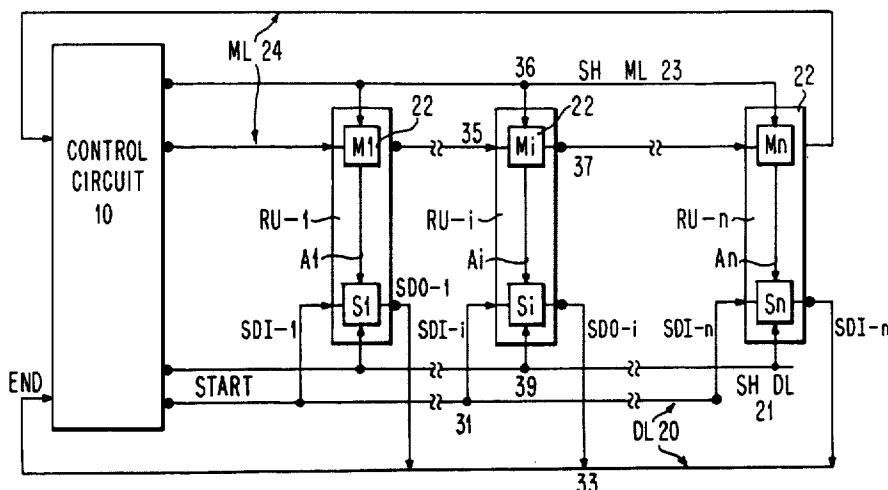 ML 24
36
SH ML 23
22
22
22
35
M1
Mi
Mn
37
CONTROL
CIRCUIT
10
RU-1
RU-i
RU-n
A1
Ai
An
SDO-1
S1
Si
Sn
SDI-1
SDI-i
SDO-i
SDI-n
SDI-n
END
START
39
SH DL
21
31
DL 20
33